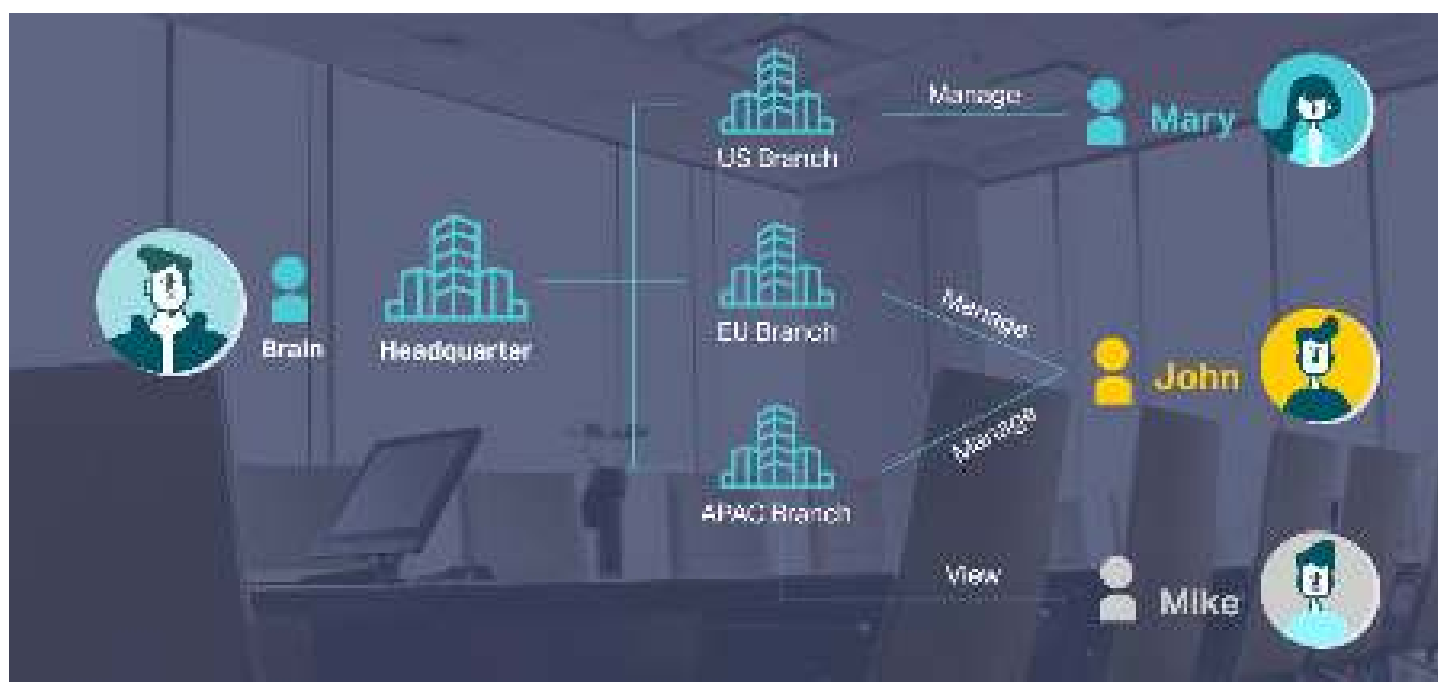 Manage
Mary
US Branch
Brain
Headquarter
EU Branch
Manage
John
Manage
APAC Branch
View
Mike